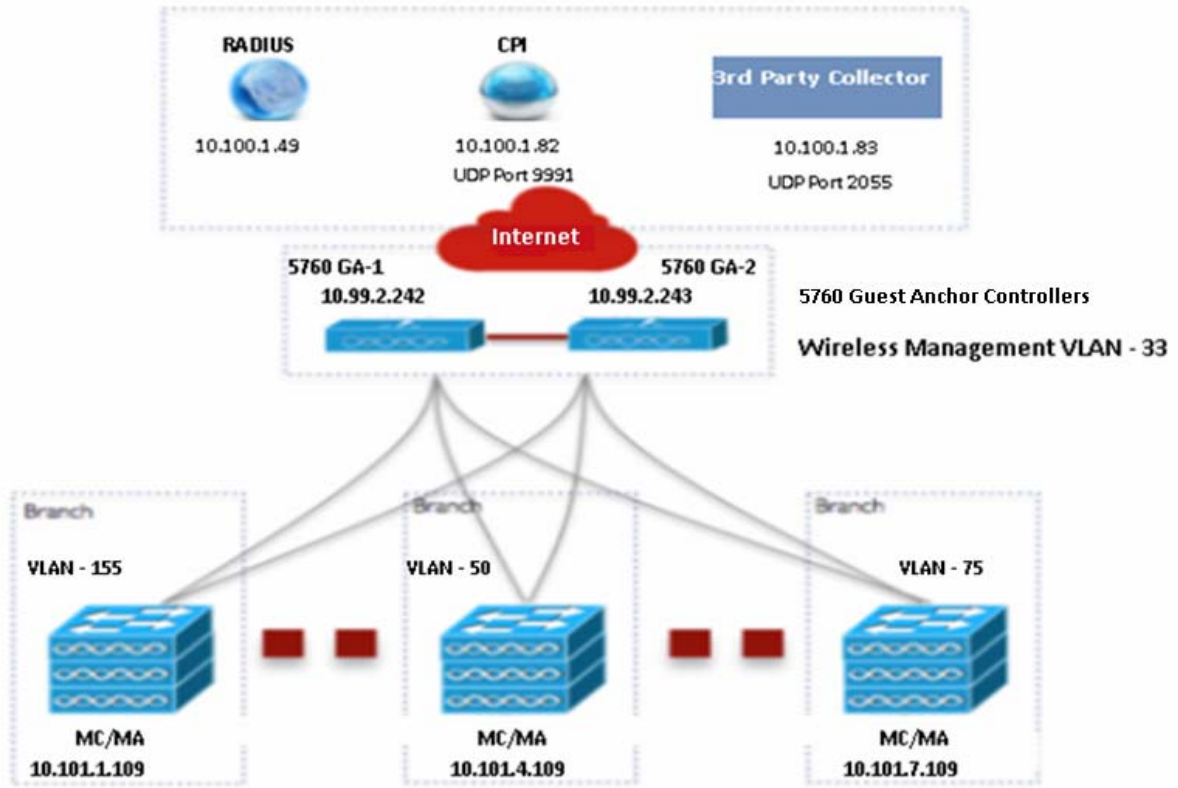 RADIUS
CPI
3rd Party Collector
10.100.1.49
10.100.1.82
10.100.1.83
UDP Port 9991
UDP Port 2055
Internet
5760 GA-1
5760 GA-2
10.99.2.242
10.99.2.243
5760 Guest Anchor Controllers
Wireless Management VLAN - 33
Branch
Branch
Branch
VLAN - 155
VLAN - 50
VLAN - 75
MC/MA
MC/MA
MC/MA
10.101.1.109
10.101.4.109
10.101.7.109